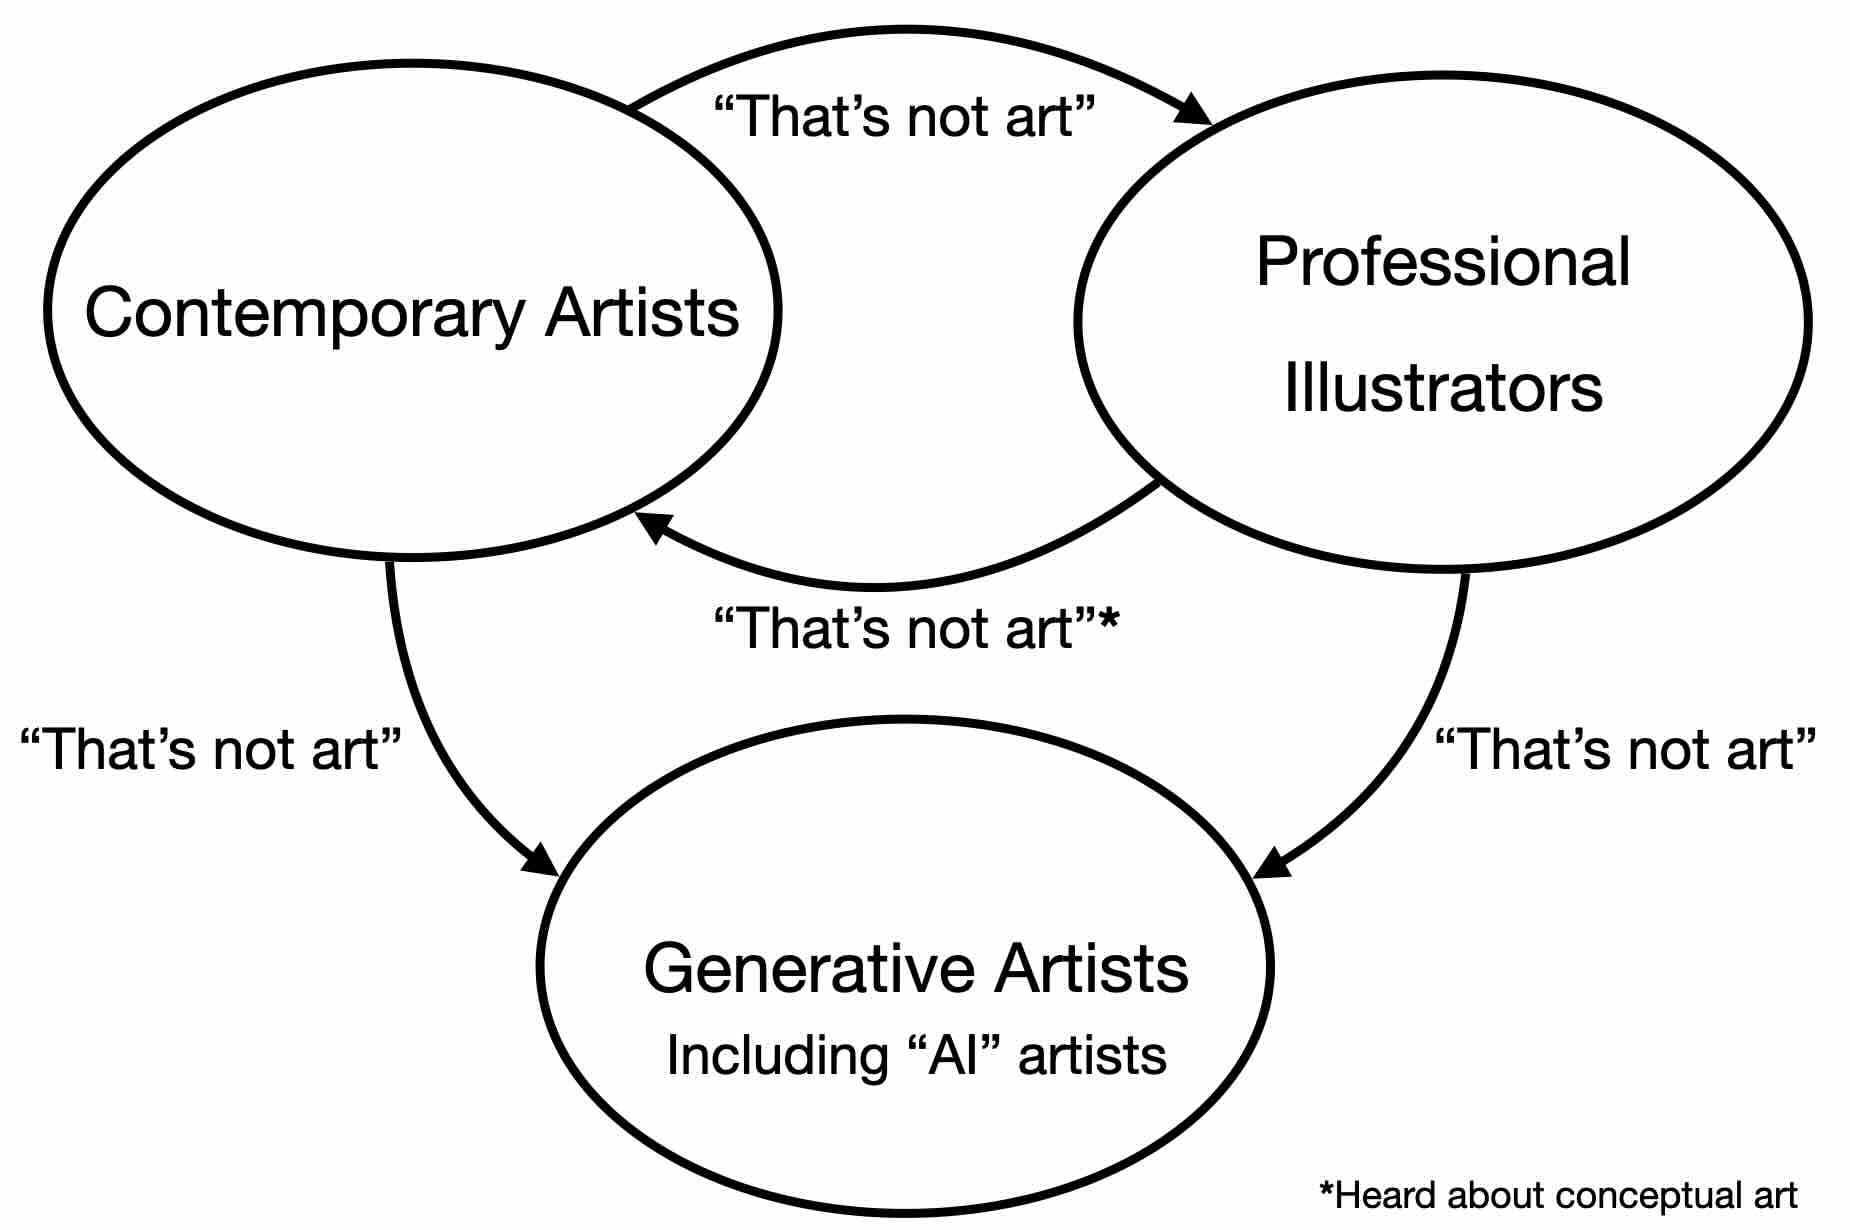 “That’s not art”
Contemporary Artists
Professional
Illustrators
“That’s not art”*
“That’s not art”
“That’s not art”
Generative Artists
Including “AI” artists
*Heard about conceptual art